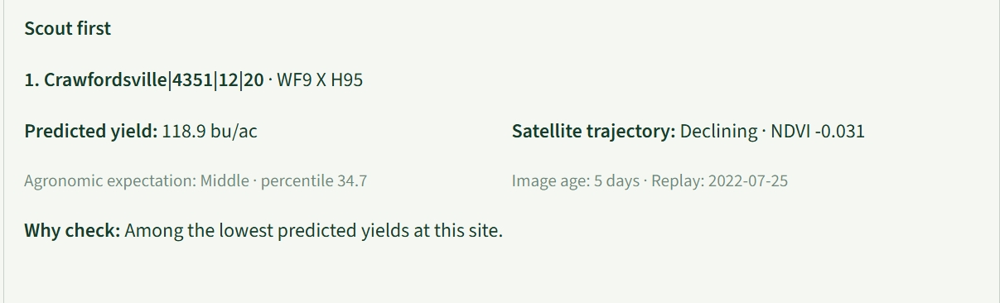 Scout first
1. Crawfordsville|4351|12|20 · WF9 X H95
Predicted yield: 118.9 bu/ac
Satellite trajectory: Declining · NDVI -0.031
Agronomic expectation: Middle · percentile 34.7
Image age: 5 days · Replay: 2022-07-25
Why check: Among the lowest predicted yields at this site.